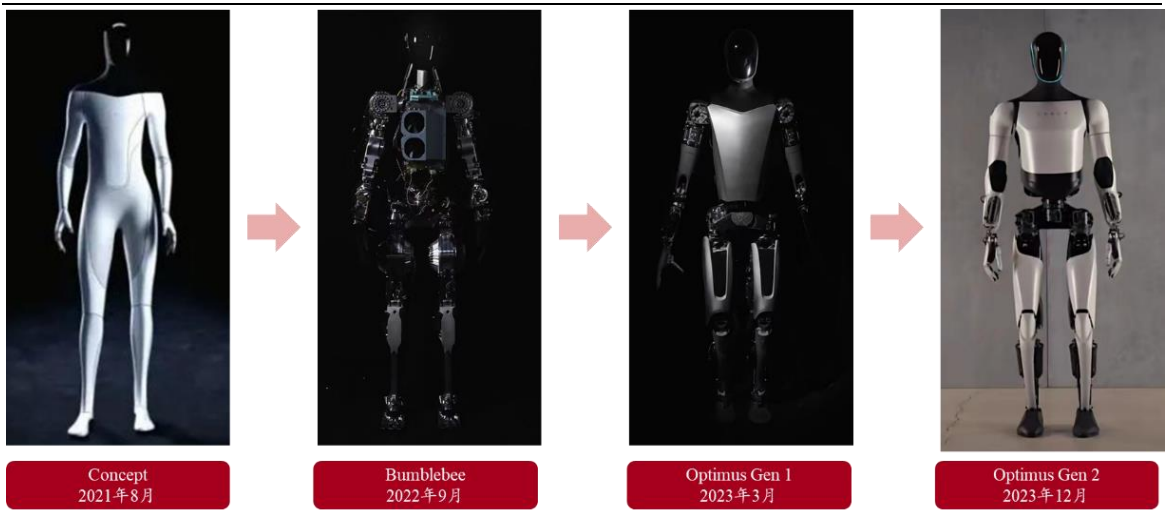 Concept
2021年8月
Bumblebee
2022年9月
Optimus Gen 1
2023年3月
Optimus Gen 2
2023年12月